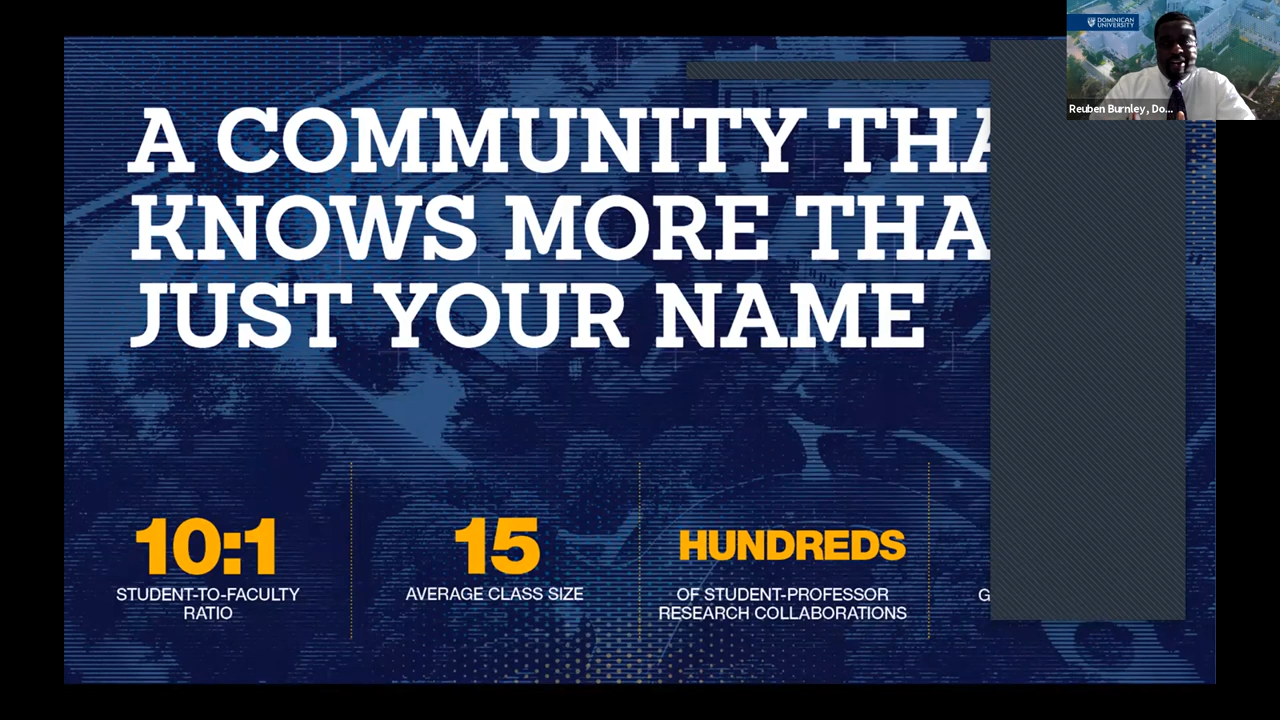 DOMINICAN
UNIVERSITY
Reuben Burnley, Do...
A COMMUNITY THA
KNOWS MORE THA
JUST YOUR NAME
10:1
STUDENT-TO-FACULTY
RATIO
15
AVERAGE CLASS SIZE
HUNDREDS
OF STUDENT-PROFESSOR
RESEARCH COLLABORATIONS
G